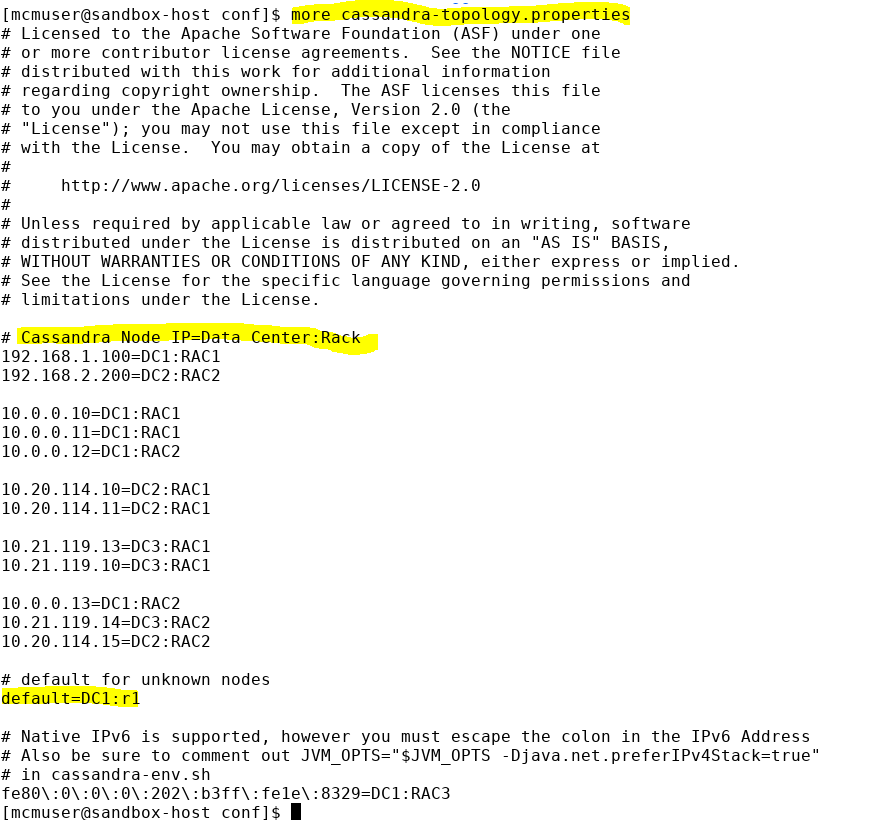 [mcmuser@sandbox-host conf]$ more cassandra-topology.properties
# Licensed to the Apache Software Foundation (ASF) under one
# or more contributor license agreements.  See the NOTICE file
# distributed with this work for additional information
# regarding copyright ownership.  The ASF licenses this file
# to you under the Apache License, Version 2.0 (the
# "License"); you may not use this file except in compliance
# with the License.  You may obtain a copy of the License at
#
#     http://www.apache.org/licenses/LICENSE-2.0
#
# Unless required by applicable law or agreed to in writing, software
# distributed under the License is distributed on an "AS IS" BASIS,
# WITHOUT WARRANTIES OR CONDITIONS OF ANY KIND, either express or implied.
# See the License for the specific language governing permissions and
# limitations under the License.

# Cassandra Node IP=Data Center:Rack
192.168.1.100=DC1:RAC1
192.168.2.200=DC2:RAC2

10.0.0.10=DC1:RAC1
10.0.0.11=DC1:RAC1
10.0.0.12=DC1:RAC2

10.20.114.10=DC2:RAC1
10.20.114.11=DC2:RAC1

10.21.119.13=DC3:RAC1
10.21.119.10=DC3:RAC1

10.0.0.13=DC1:RAC2
10.21.119.14=DC3:RAC2
10.20.114.15=DC2:RAC2

# default for unknown nodes
default=DC1:r1

# Native IPv6 is supported, however you must escape the colon in the IPv6 Address
# Also be sure to comment out JVM_OPTS="$JVM_OPTS -Djava.net.preferIPv4Stack=true"
# in cassandra-env.sh
fe80\:0\:0\:0\:202\:b3ff\:fe1e\:8329=DC1:RAC3
[mcmuser@sandbox-host conf]$